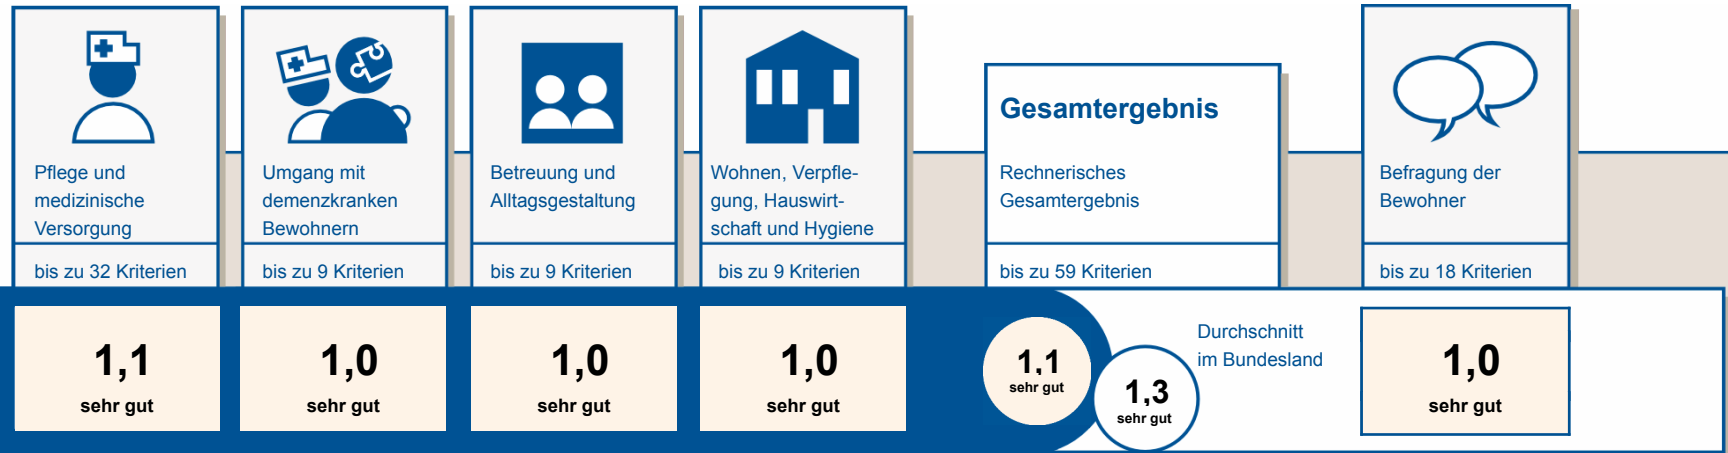 Pflege und
medizinische
Versorgung
bis zu 32 Kriterien
1,1
sehr gut
Umgang mit
demenzkranken
Bewohnern
bis zu 9 Kriterien
1,0
sehr gut
Betreuung und
Alltagsgestaltung
bis zu 9 Kriterien
1,0
sehr gut
Wohnen, Verpfle-
gung, Hauswirt-
schaft und Hygiene
bis zu 9 Kriterien
1,0
sehr gut
Gesamtergebnis
Rechnerisches
Gesamtergebnis
bis zu 59 Kriterien
1,1
sehr gut
1,3
sehr gut
Durchschnitt
im Bundesland
Befragung der
Bewohner
bis zu 18 Kriterien
1,0
sehr gut